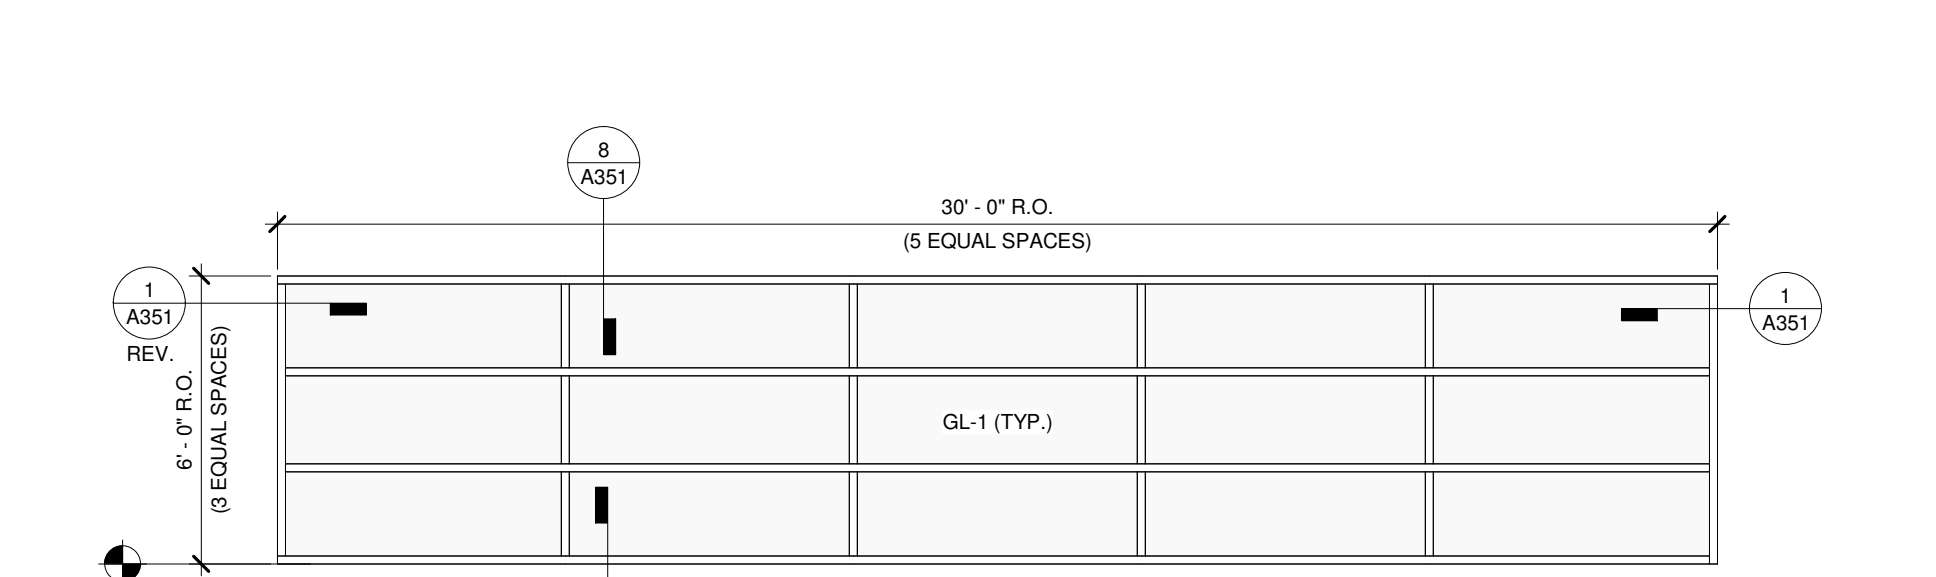 8
A351
30' - 0" R.O.
(5 EQUAL SPACES)
1
A351
REV.
6' - 0" R.O.
(3 EQUAL SPACES)
1
A351
GL-1 (TYP.)